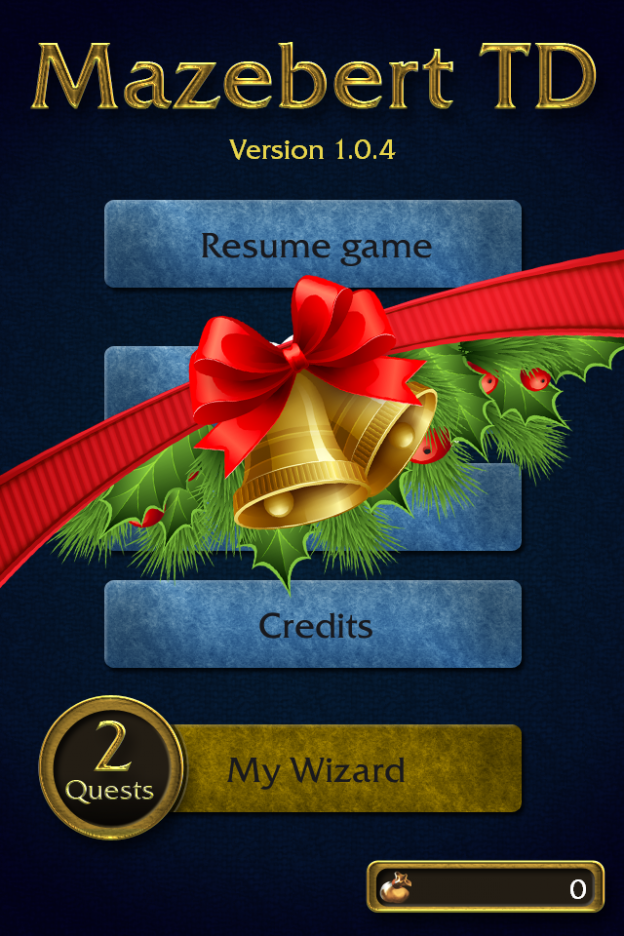 Mazebert TD
Version 1.0.4
Resume game
Credits
2
Quests
My Wizard
0